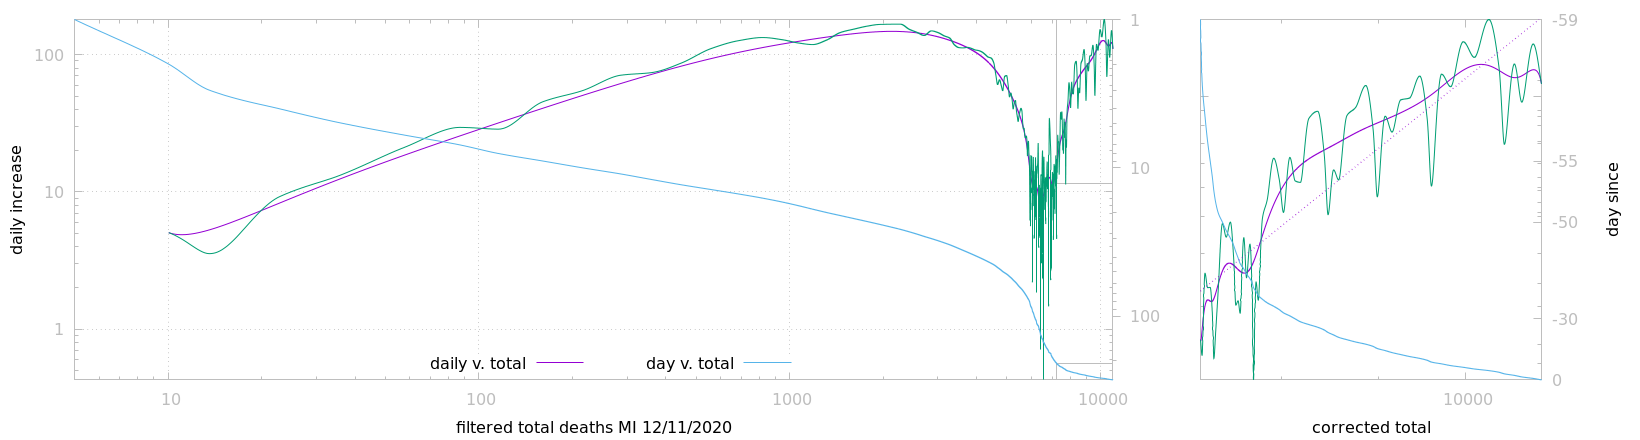 daily increase
100
10
1
1
10
100
daily v. total
day v. total
10
100
1000
10000
filtered total deaths MI 12/11/2020
-59
-55
-50
-30
0
day since
10000
corrected total